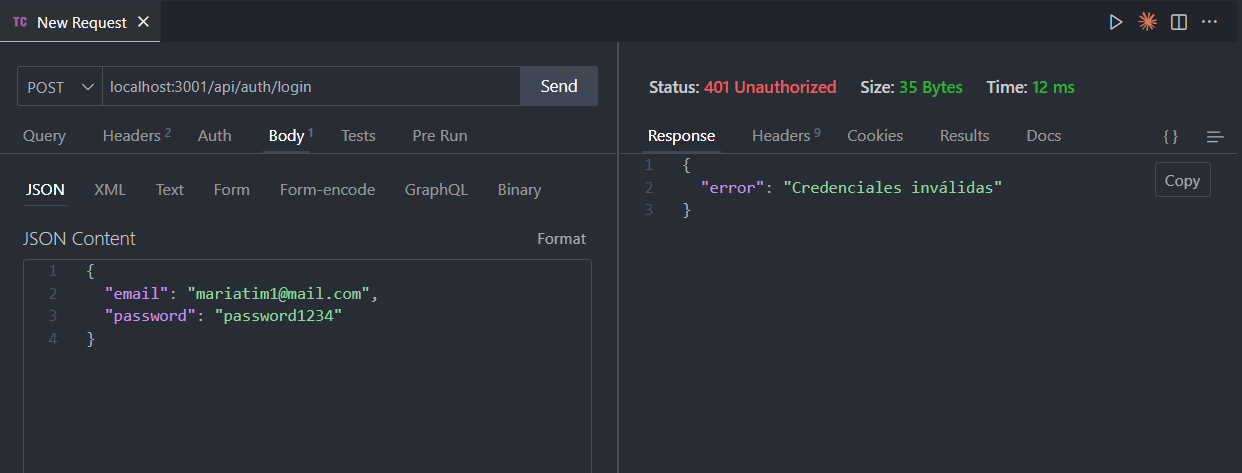 TC New Request
POST localhost:3001/api/auth/login Send
Query Headers 2 Auth Body 1 Tests Pre Run
JSON XML Text Form Form-encode GraphQL Binary
JSON Content Format
1 {
2 "email": "mariatim1@mail.com",
3 "password": "password1234"
4 }
Status: 401 Unauthorized Size: 35 Bytes Time: 12 ms
Response Headers 9 Cookies Results Docs { }
1 {
2 "error": "Credenciales inválidas"
3 }
Copy